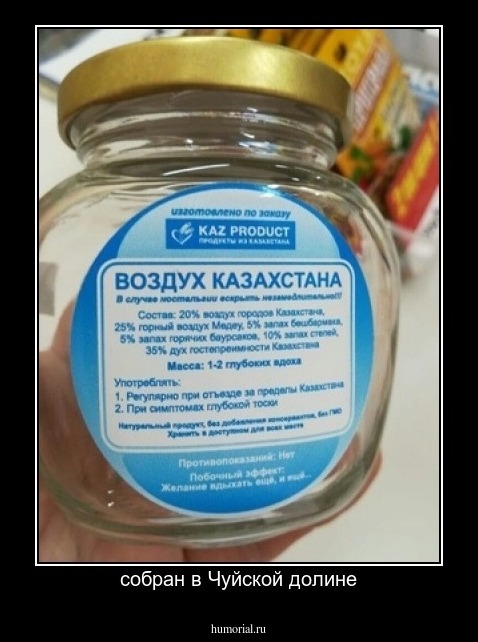 изготовлено по заказу
KAZ PRODUCT
ПРОДУКТЫ ИЗ КАЗАХСТАНА
ВОЗДУХ КАЗАХСТАНА
В случае ностальгии вскрыть незамедлительно!!!
Состав: 20% воздух городов Казахстана,
25% горный воздух Медеу, 5% запах бешбармака,
5% запах горячих баурсаков, 10% запах степей,
35% дух гостеприимности Казахстана
Масса: 1-2 глубоких вдоха
Употреблять:
1. Регулярно при отъезде за пределы Казахстана
2. При симптомах глубокой тоски
Натуральный продукт, без добавления консервантов, без ГМО
Хранить в доступном для всех месте
Противопоказаний: Нет
Побочный эффект:
Желание вдыхать ещё, и ещё...
собран в Чуйской долине
humorial.ru